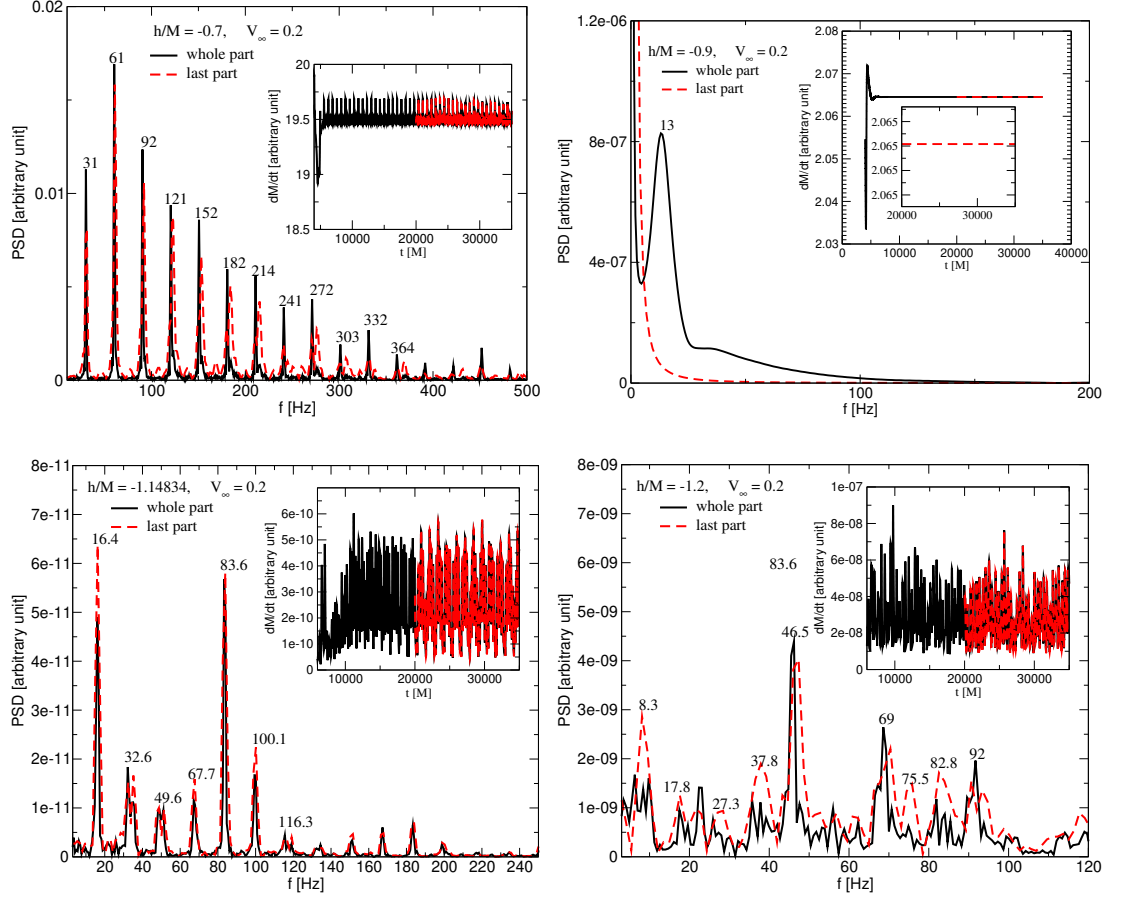 h/M = -0.7, V∞ = 0.2
whole part
last part
PSD [arbitrary unit]
0.02
0.01
0
31
61
92
121
152
182
214
241
272
303
332
364
100 200 300 400 500
f [Hz]
dM/dt [arbitrary unit]
20
19.5
19
18.5
10000 20000 30000
t [M]
h/M = -0.9, V∞ = 0.2
whole part
last part
PSD [arbitrary unit]
1.2e-06
8e-07
4e-07
0
13
0 100 200
f [Hz]
dM/dt [arbitrary unit]
2.08
2.07
2.06
2.05
2.04
2.03
0 10000 20000 30000 40000
t [M]
2.065
2.065
2.065
20000 30000
h/M = -1.14834, V∞ = 0.2
whole part
last part
PSD [arbitrary unit]
8e-11
7e-11
6e-11
5e-11
4e-11
3e-11
2e-11
1e-11
0
16.4
32.6
49.6
67.7
83.6
100.1
116.3
20 40 60 80 100 120 140 160 180 200 220 240
f [Hz]
dM/dt [arbitrary unit]
6e-10
5e-10
4e-10
3e-10
2e-10
1e-10
0
10000 20000 30000
t [M]
h/M = -1.2, V∞ = 0.2
whole part
last part
PSD [arbitrary unit]
8e-09
7e-09
6e-09
5e-09
4e-09
3e-09
2e-09
1e-09
0
83.6
8.3
17.8
27.3
37.8
46.5
69
75.5
82.8
92
20 40 60 80 100 120
f [Hz]
dM/dt [arbitrary unit]
1e-07
8e-08
6e-08
4e-08
2e-08
0
10000 20000 30000
t [M]